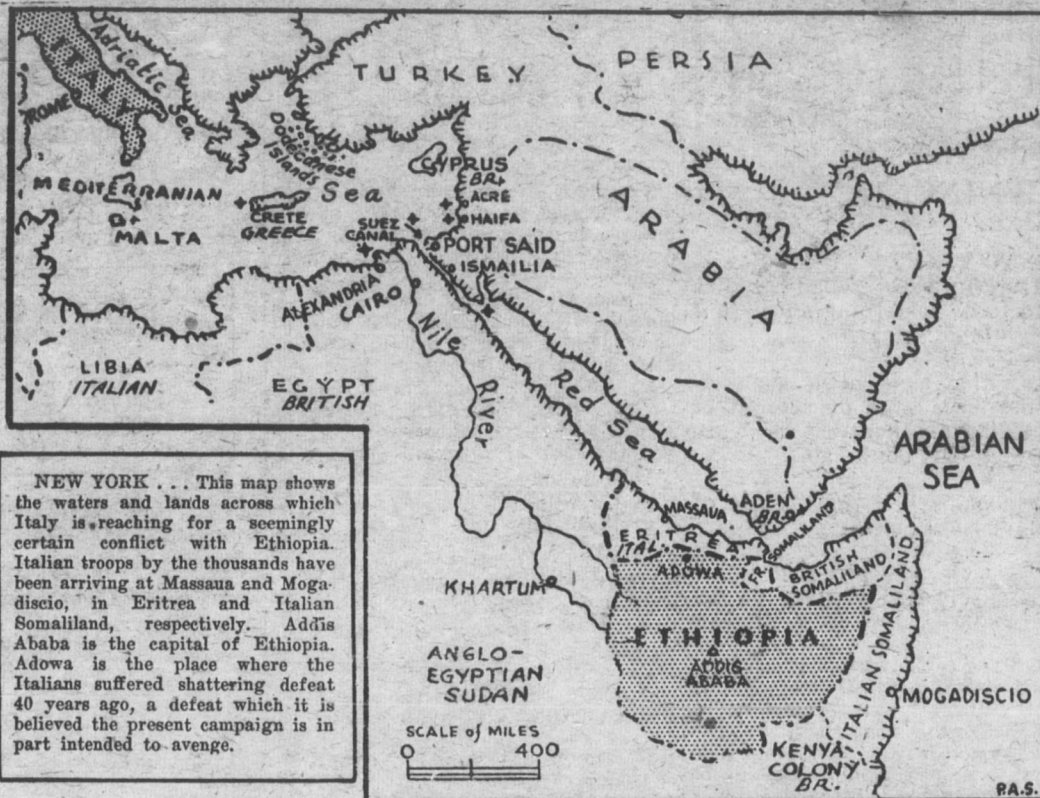 ITALY
Adriatic Sea
ROME
TURKEY
PERSIA
Dodecanese
Islands
Sea
CYPRUS
BR.
ACRE
HAIFA
MEDITERRANEAN
MALTA
CRETE
GREECE
SUEZ
CANAL
PORT SAID
ISMAILIA
ALEXANDRIA
CAIRO
ARABIA
LIBIA
ITALIAN
EGYPT
BRITISH
Nile
River
Red
Sea
ARABIAN
SEA
NEW YORK . . . This map shows
the waters and lands across which
Italy is reaching for a seemingly
certain conflict with Ethiopia.
Italian troops by the thousands have
been arriving at Massaua and Moga-
discio, in Eritrea and Italian
Somaliland, respectively. Addis
Ababa is the capital of Ethiopia.
Adowa is the place where the
Italians suffered shattering defeat
40 years ago, a defeat which it is
believed the present campaign is in
part intended to avenge.
MASSAVA
ADEN
BR.
ERITREA
ITAL.
ADOWA
FR. SOMALILAND
BRITISH
SOMALILAND
KHARTUM
ETHIOPIA
ADDIS
ABABA
ITALIAN SOMALILAND
ANGLO-
EGYPTIAN
SUDAN
MOGADISCIO
SCALE of MILES
0 400
KENYA
COLONY
BR.
P.A.S.